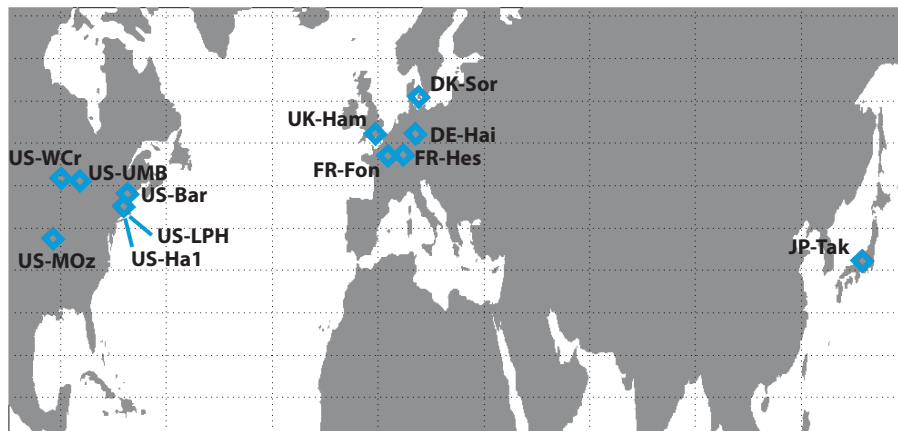 DK-Sor
UK-Ham
DE-Hai
US-WCr
FR-Hes
FR-Fon
US-UMB
US-Bar
US-LPH
JP-Tak
US-Ha1
US-MOz